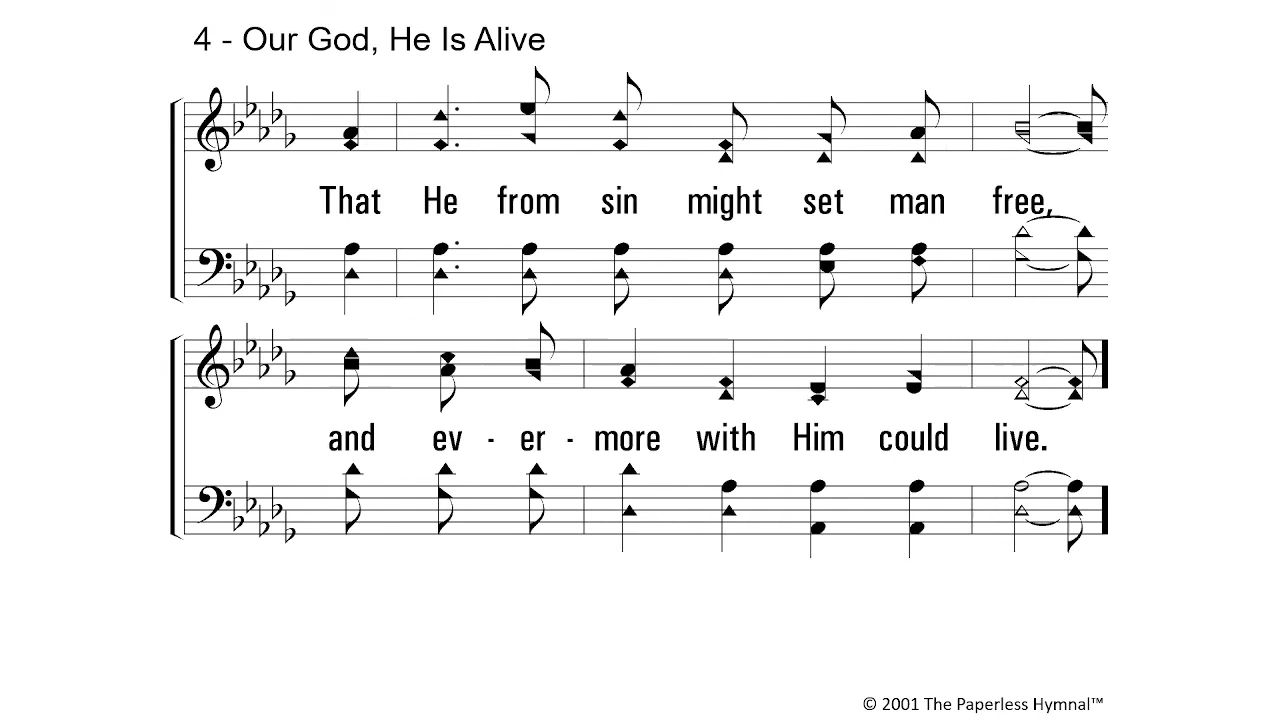 4 - Our God, He Is Alive
That He from sin might set man free,
and ev - er - more with Him could live.
© 2001 The Paperless Hymnal™